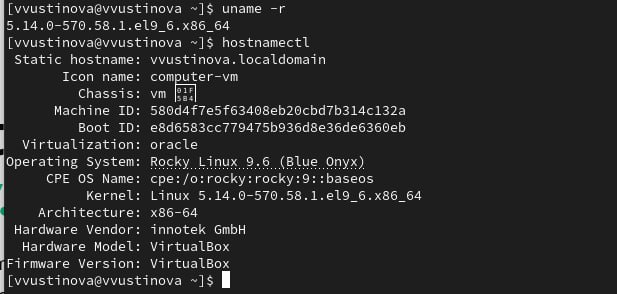 [vvustinova@vvustinova ~]$ uname -r
5.14.0-570.58.1.el9_6.x86_64
[vvustinova@vvustinova ~]$ hostnamectl
Static hostname: vvustinova.localdomain
Icon name: computer-vm
Chassis: vm 01F5B4
Machine ID: 580d4f7e5f63408eb20cbd7b314c132a
Boot ID: e8d6583cc779475b936d8e36de6360eb
Virtualization: oracle
Operating System: Rocky Linux 9.6 (Blue Onyx)
CPE OS Name: cpe:/o:rocky:rocky:9::baseos
Kernel: Linux 5.14.0-570.58.1.el9_6.x86_64
Architecture: x86-64
Hardware Vendor: innotek GmbH
Hardware Model: VirtualBox
Firmware Version: VirtualBox
[vvustinova@vvustinova ~]$